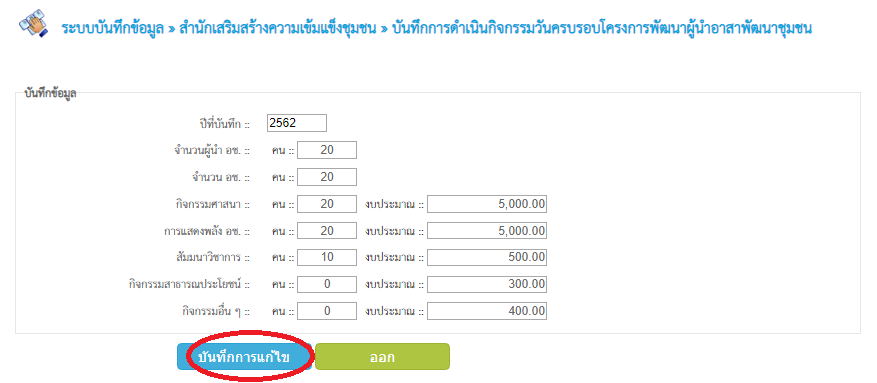 ระบบบันทึกข้อมูล » สำนักเสริมสร้างความเข้มแข็งชุมชน » บันทึกการดำเนินกิจกรรมวันครบรอบโครงการพัฒนาผู้นำอาสาพัฒนาชุมชน
บันทึกข้อมูล
ปีที่บันทึก :: 2562
จำนวนผู้นำ อช. :: คน :: 20
จำนวน อช. :: คน :: 20
กิจกรรมศาสนา :: คน :: 20 งบประมาณ :: 5,000.00
การแสดงพลัง อช. :: คน :: 20 งบประมาณ :: 5,000.00
สัมมนาวิชาการ :: คน :: 10 งบประมาณ :: 500.00
กิจกรรมสาธารณประโยชน์ :: คน :: 0 งบประมาณ :: 300.00
กิจกรรมอื่น ๆ :: คน :: 0 งบประมาณ :: 400.00
บันทึกการแก้ไข ออก